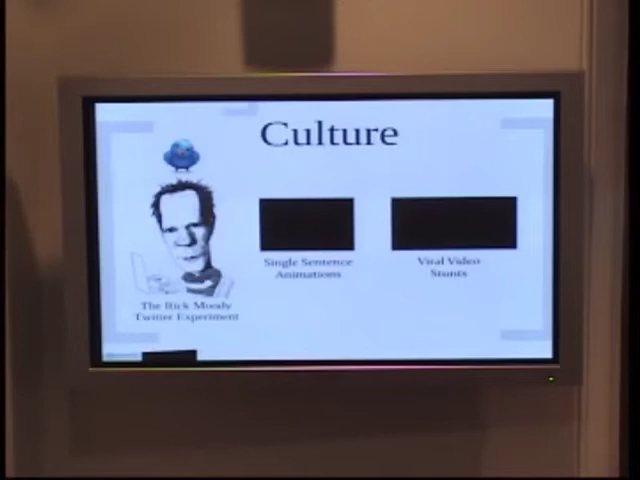 Culture
The Rick Moody
Twitter Experiment
Single Sentence
Animations
Viral Video
Stunts